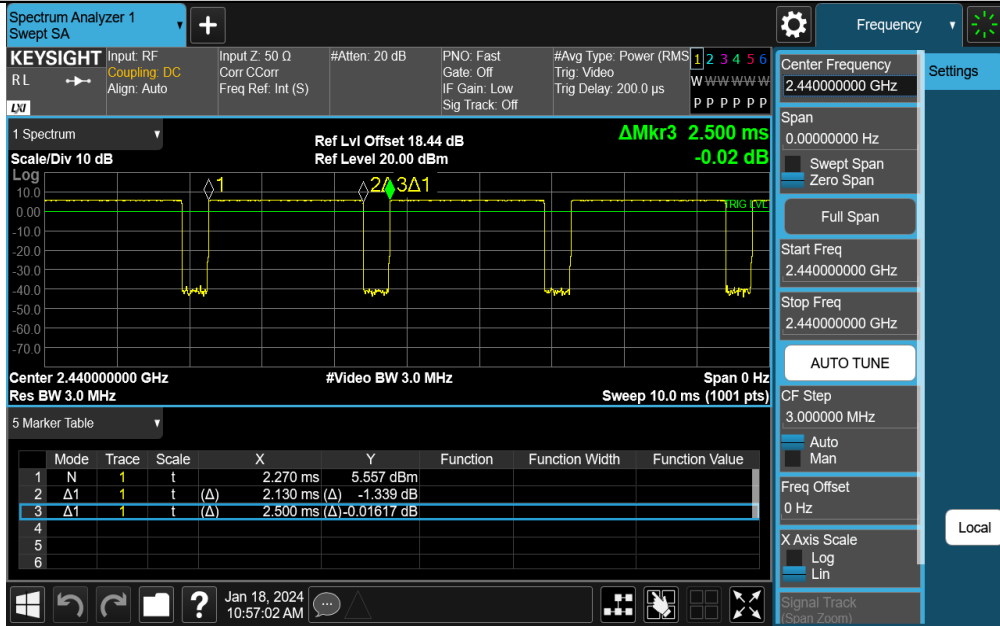 Spectrum Analyzer 1
Swept SA
+
Frequency
KEYSIGHT
R L
LXI
Input: RF
Coupling: DC
Align: Auto
Input Z: 50 Ω
Corr CCorr
Freq Ref: Int (S)
#Atten: 20 dB
PNO: Fast
Gate: Off
IF Gain: Low
Sig Track: Off
#Avg Type: Power (RMS
Trig: Video
Trig Delay: 200.0 µs
1 2 3 4 5 6
W W W W W W
P P P P P P
1 Spectrum
Scale/Div 10 dB
Log
Ref Lvl Offset 18.44 dB
Ref Level 20.00 dBm
ΔMkr3 2.500 ms
-0.02 dB
10.0
0.00
-10.0
-20.0
-30.0
-40.0
-50.0
-60.0
-70.0
1
2Δ
3Δ1
TRIG LVL
Center 2.440000000 GHz
#Video BW 3.0 MHz
Span 0 Hz
Res BW 3.0 MHz
Sweep 10.0 ms (1001 pts)
5 Marker Table
Mode Trace Scale X Y Function Function Width Function Value
1 N 1 t 2.270 ms 5.557 dBm
2 Δ1 1 t (Δ) 2.130 ms (Δ) -1.339 dB
3 Δ1 1 t (Δ) 2.500 ms (Δ) -0.01617 dB
4
5
6
?
Jan 18, 2024
10:57:02 AM
Center Frequency
2.440000000 GHz
Span
0.00000000 Hz
Swept Span
Zero Span
Full Span
Start Freq
2.440000000 GHz
Stop Freq
2.440000000 GHz
AUTO TUNE
CF Step
3.000000 MHz
Auto
Man
Freq Offset
0 Hz
X Axis Scale
Log
Lin
Signal Track
(Span Zoom)
Settings
Local